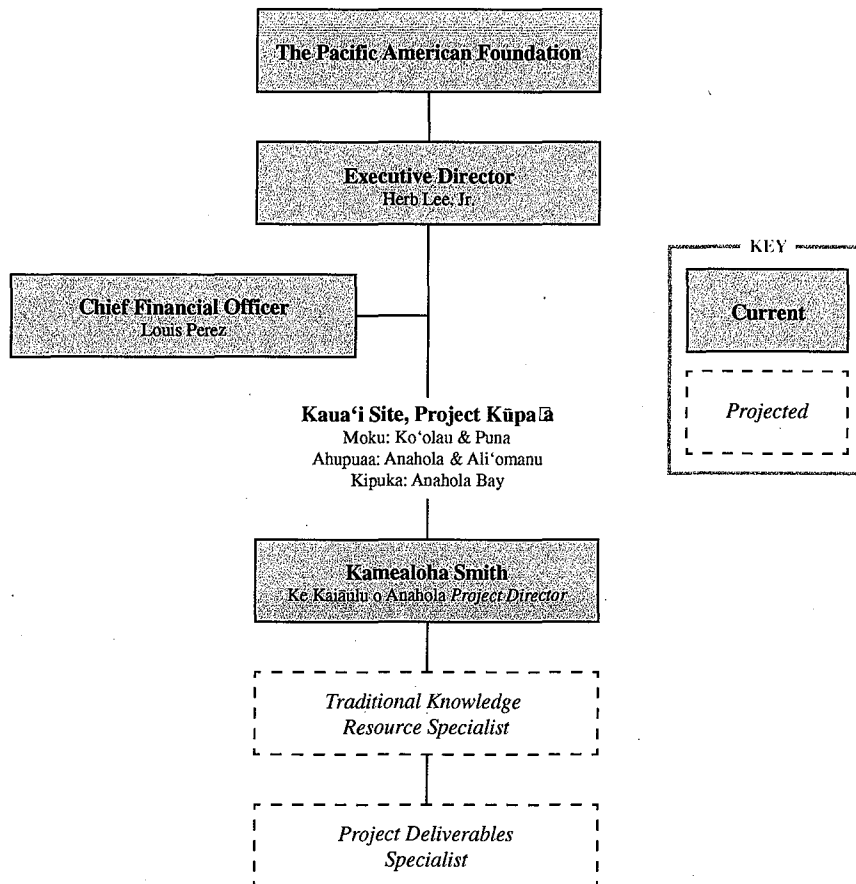 The Pacific American Foundation
Executive Director
Herb Lee, Jr.
Chief Financial Officer
Louis Perez
KEY
Current
Projected
Kaua‘i Site, Project Kūpa▯ā
Moku: Ko‘olau & Puna
Ahupuaa: Anahola & Ali‘omanu
Kipuka: Anahola Bay
Kamealoha Smith
Ke Kaiāulu o Anahola Project Director
Traditional Knowledge
Resource Specialist
Project Deliverables
Specialist